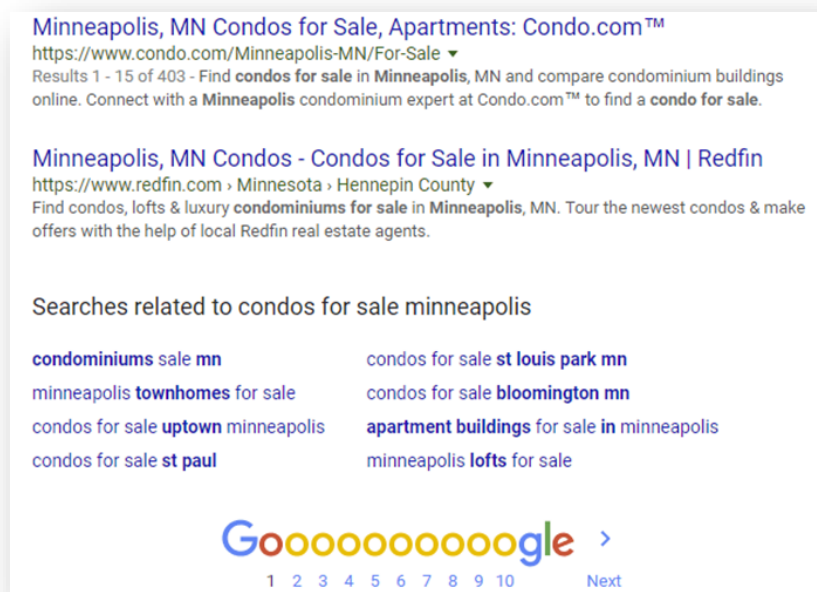 Minneapolis, MN Condos for Sale, Apartments: Condo.com™
https://www.condo.com/Minneapolis-MN/For-Sale
Results 1 - 15 of 403 - Find condos for sale in Minneapolis, MN and compare condominium buildings
online. Connect with a Minneapolis condominium expert at Condo.com™ to find a condo for sale.
Minneapolis, MN Condos - Condos for Sale in Minneapolis, MN | Redfin
https://www.redfin.com › Minnesota › Hennepin County
Find condos, lofts & luxury condominiums for sale in Minneapolis, MN. Tour the newest condos & make
offers with the help of local Redfin real estate agents.
Searches related to condos for sale minneapolis
condominiums sale mn
minneapolis townhomes for sale
condos for sale uptown minneapolis
condos for sale st paul
condos for sale st louis park mn
condos for sale bloomington mn
apartment buildings for sale in minneapolis
minneapolis lofts for sale
Goooooooooogle >
1 2 3 4 5 6 7 8 9 10 Next